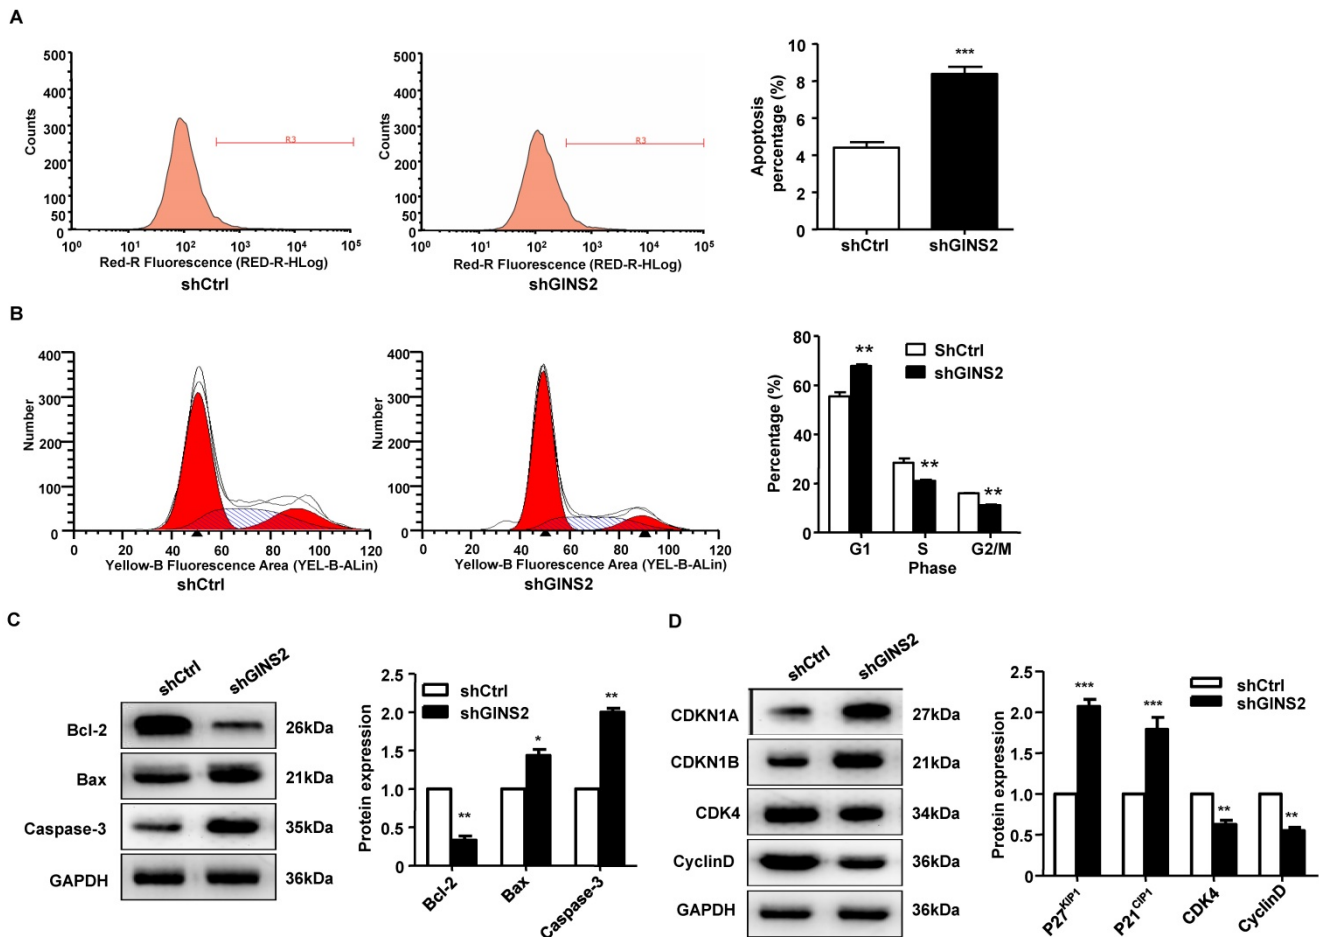 A
500
400
300
200
100
50
0
Counts
R3
10⁰ 10¹ 10² 10³ 10⁴ 10⁵
Red-R Fluorescence (RED-R-HLog)
shCtrl
500
400
300
200
100
50
0
Counts
R3
10⁰ 10¹ 10² 10³ 10⁴ 10⁵
Red-R Fluorescence (RED-R-HLog)
shGINS2
10
8
6
4
2
0
Apoptosis
percentage (%)
***
shCtrl shGINS2
B
400
300
200
100
0
Number
0 20 40 60 80 100 120
Yellow-B Fluorescence Area (YEL-B-ALin)
shCtrl
400
300
200
100
0
Number
0 20 40 60 80 100 120
Yellow-B Fluorescence Area (YEL-B-ALin)
shGINS2
80
60
40
20
0
Percentage (%)
ShCtrl
shGINS2
** ** **
G1 S G2/M
Phase
C
shCtrl shGINS2
Bcl-2 26kDa
Bax 21kDa
Caspase-3 35kDa
GAPDH 36kDa
2.5
2.0
1.5
1.0
0.5
0
Protein expression
shCtrl
shGINS2
** * **
Bcl-2 Bax Caspase-3
D
shCtrl shGINS2
CDKN1A 27kDa
CDKN1B 21kDa
CDK4 34kDa
CyclinD 36kDa
GAPDH 36kDa
2.5
2.0
1.5
1.0
0.5
0
Protein expression
shCtrl
shGINS2
*** *** ** **
P27ᴷᴵᴾ¹ P21ᶜᴵᴾ¹ CDK4 CyclinD